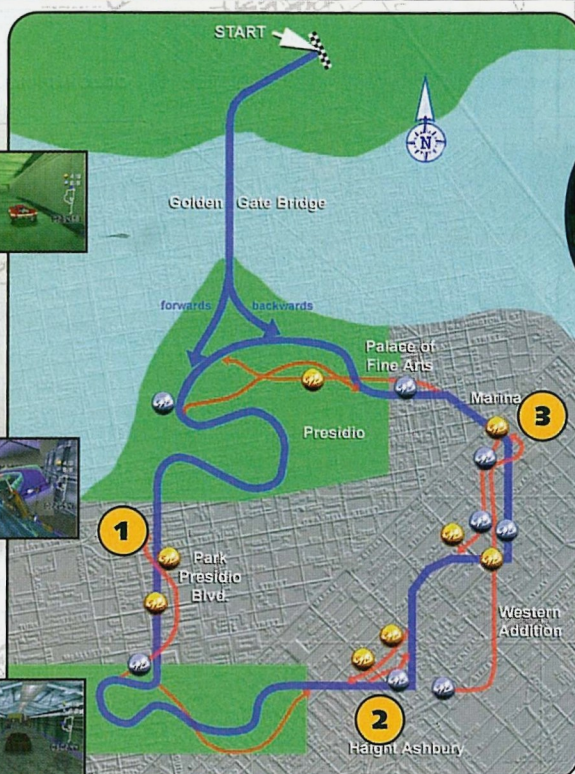 START
N
Golden Gate Bridge
forwards backwards
Palace of
Fine Arts
Marina
3
Presidio
1
Park
Presidio
Blvd.
Western
Addition
2
Haight Ashbury